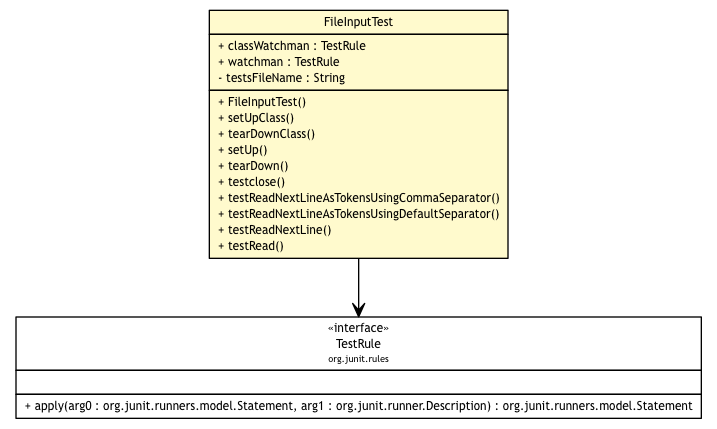 FileInputTest
+ classWatchman : TestRule
+ watchman : TestRule
- testsFileName : String
+ FileInputTest()
+ setUpClass()
+ tearDownClass()
+ setUp()
+ tearDown()
+ testclose()
+ testReadNextLineAsTokensUsingCommaSeparator()
+ testReadNextLineAsTokensUsingDefaultSeparator()
+ testReadNextLine()
+ testRead()
«interface»
TestRule
org.junit.rules
+ apply(arg0 : org.junit.runners.model.Statement, arg1 : org.junit.runner.Description) : org.junit.runners.model.Statement